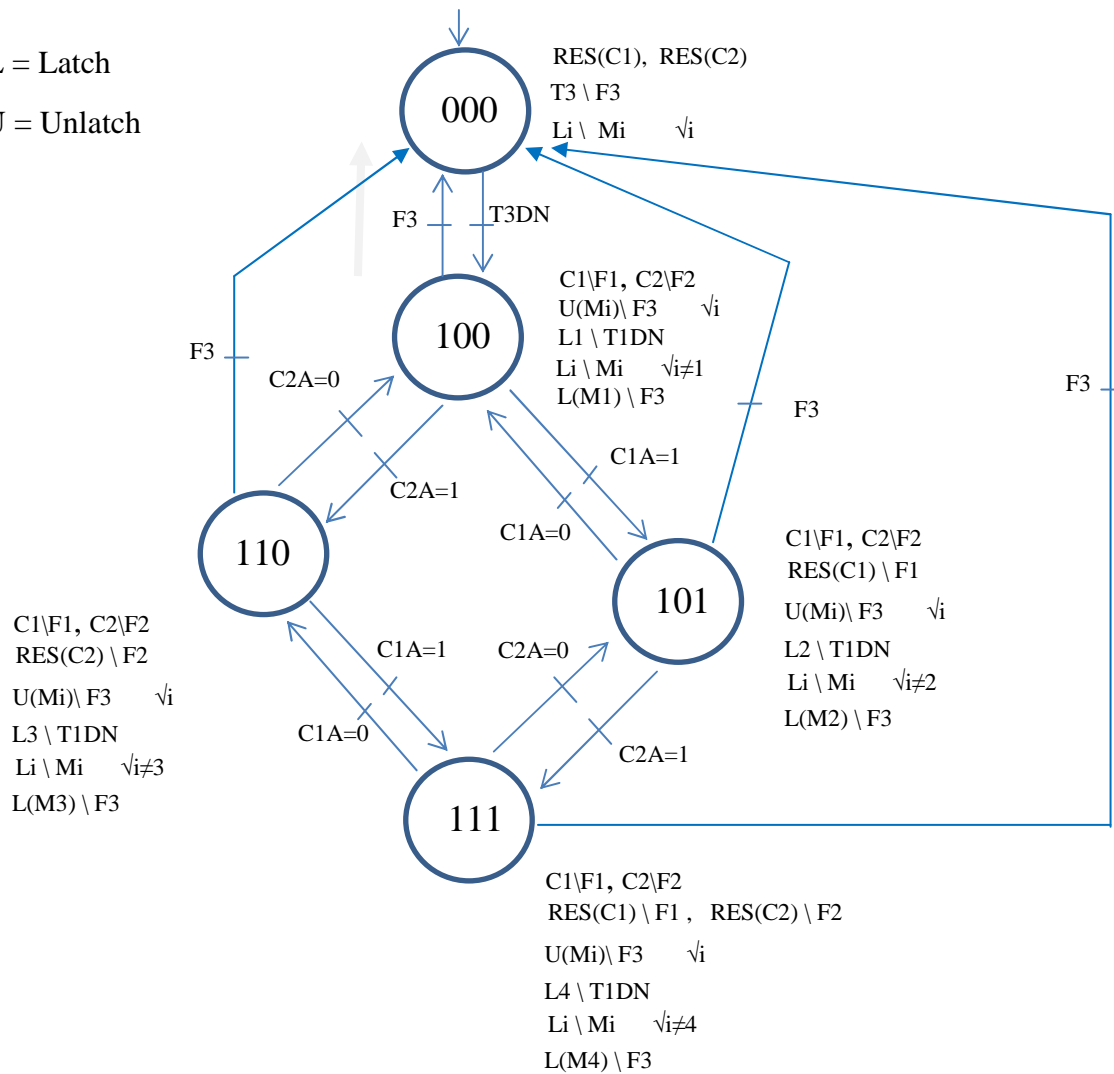 = Latch
= Unlatch
000
RES(C1), RES(C2)
T3 \ F3
Li \ Mi √i
F3
T3DN
100
C1\F1, C2\F2
U(Mi)\ F3 √i
L1 \ T1DN
Li \ Mi √i≠1
L(M1) \ F3
F3
C2A=0
C2A=1
C1A=1
C1A=0
F3
F3
110
101
C1\F1, C2\F2
RES(C1) \ F1
U(Mi)\ F3 √i
L2 \ T1DN
Li \ Mi √i≠2
L(M2) \ F3
C1\F1, C2\F2
RES(C2) \ F2
U(Mi)\ F3 √i
L3 \ T1DN
Li \ Mi √i≠3
L(M3) \ F3
C1A=1
C1A=0
C2A=0
C2A=1
111
C1\F1, C2\F2
RES(C1) \ F1 , RES(C2) \ F2
U(Mi)\ F3 √i
L4 \ T1DN
Li \ Mi √i≠4
L(M4) \ F3